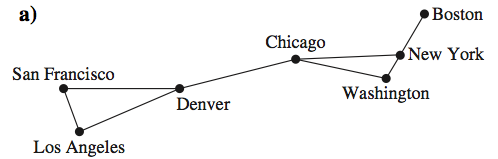 a)
Boston
Chicago
New York
San Francisco
Washington
Denver
Los Angeles